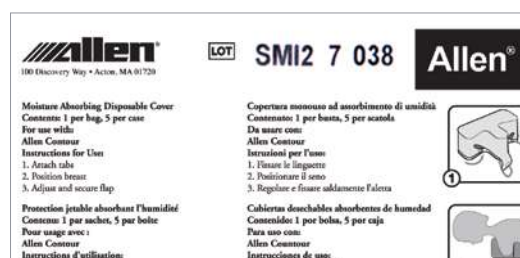 Allen®
100 Discovery Way • Acton, MA 01720
LOT SMI2 7 038
Allen®
Moisture Absorbing Disposable Cover
Contents: 1 per bag, 5 per case
For use with:
Allen Contour
Instructions for Use:
1. Attach tabs
2. Position breast
3. Adjust and secure flap
Protection jetable absorbant l'humidité
Contenu: 1 par sachet, 5 par boîte
Pour usage avec :
Allen Contour
Instructions d'utilisation:
Copertura monouso ad assorbimento di umidità
Contenuto: 1 per busta, 5 per scatola
Da usare con:
Allen Contour
Istruzioni per l'uso:
1. Fissare le linguette
2. Posizionare il seno
3. Regolare e fissare saldamente l'aletta
Cubiertas desechables absorbentes de humedad
Contenido: 1 por bolsa, 5 por caja
Para uso con:
Allen Countour
Instrucciones de uso:
1